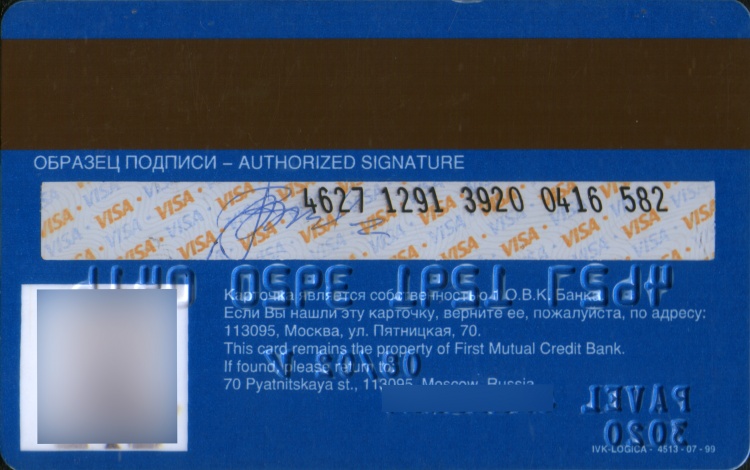 ОБРАЗЕЦ ПОДПИСИ – AUTHORIZED SIGNATURE
VISA
4627 1291 3920 0416 582
Карточка является собственностью О.В.К. Банка
Если Вы нашли эту карточку, верните ее, пожалуйста, по адресу:
113095, Москва, ул. Пятницкая, 70.
This card remains the property of First Mutual Credit Bank.
If found, please return to:
70 Pyatnitskaya st., 113095, Moscow, Russia
IVK-LOGICA - 4513 - 07 - 99